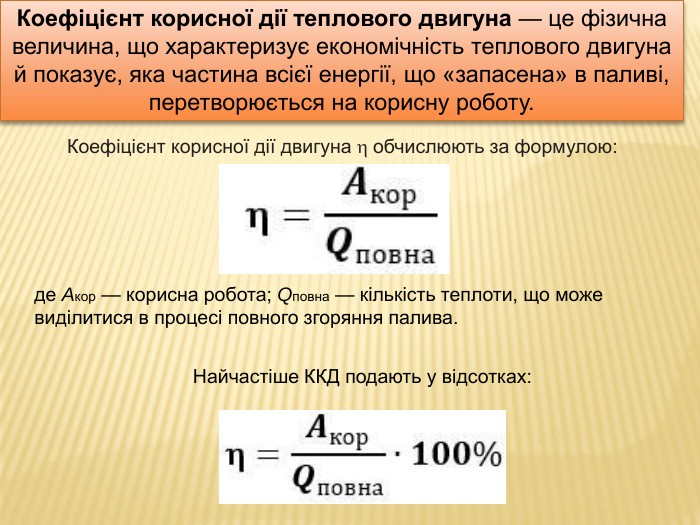 Коефіцієнт корисної дії теплового двигуна — це фізична
величина, що характеризує економічність теплового двигуна
й показує, яка частина всієї енергії, що «запасена» в паливі,
перетворюється на корисну роботу.
Коефіцієнт корисної дії двигуна η обчислюють за формулою:
η = Aкор / Qповна
де Aкор — корисна робота; Qповна — кількість теплоти, що може
виділитися в процесі повного згоряння палива.
Найчастіше ККД подають у відсотках:
η = Aкор / Qповна · 100%